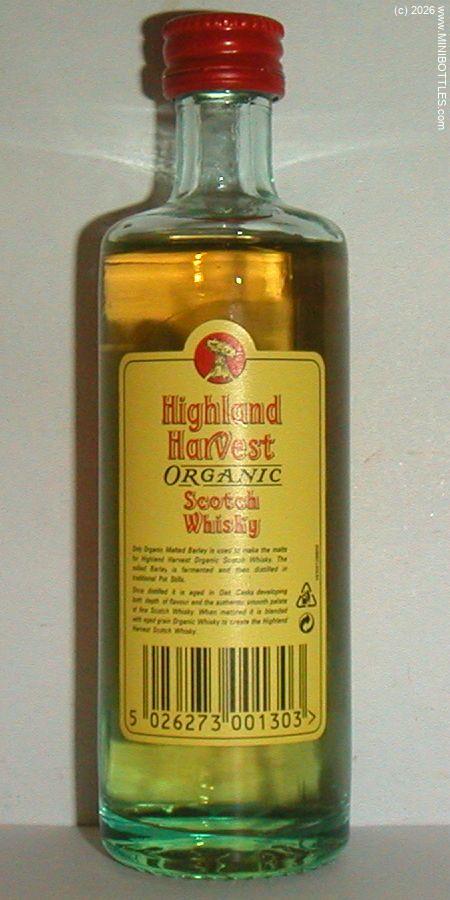 (c) 2026
www.MINIBOTTLES.com
Highland
Harvest
ORGANIC
Scotch
Whisky
Only Organic Malted Barley is used to make the malts
for Highland Harvest Organic Scotch Whisky. The
milled Barley is fermented and then distilled in
traditional Pot Stills.
Once distilled it is aged in Oak Casks developing
both depth of flavour and the authentic smooth palate
of fine Scotch Whisky. When matured it is blended
with aged grain Organic Whisky to create the Highland
Harvest Scotch Whisky.
5 026273 001303 >